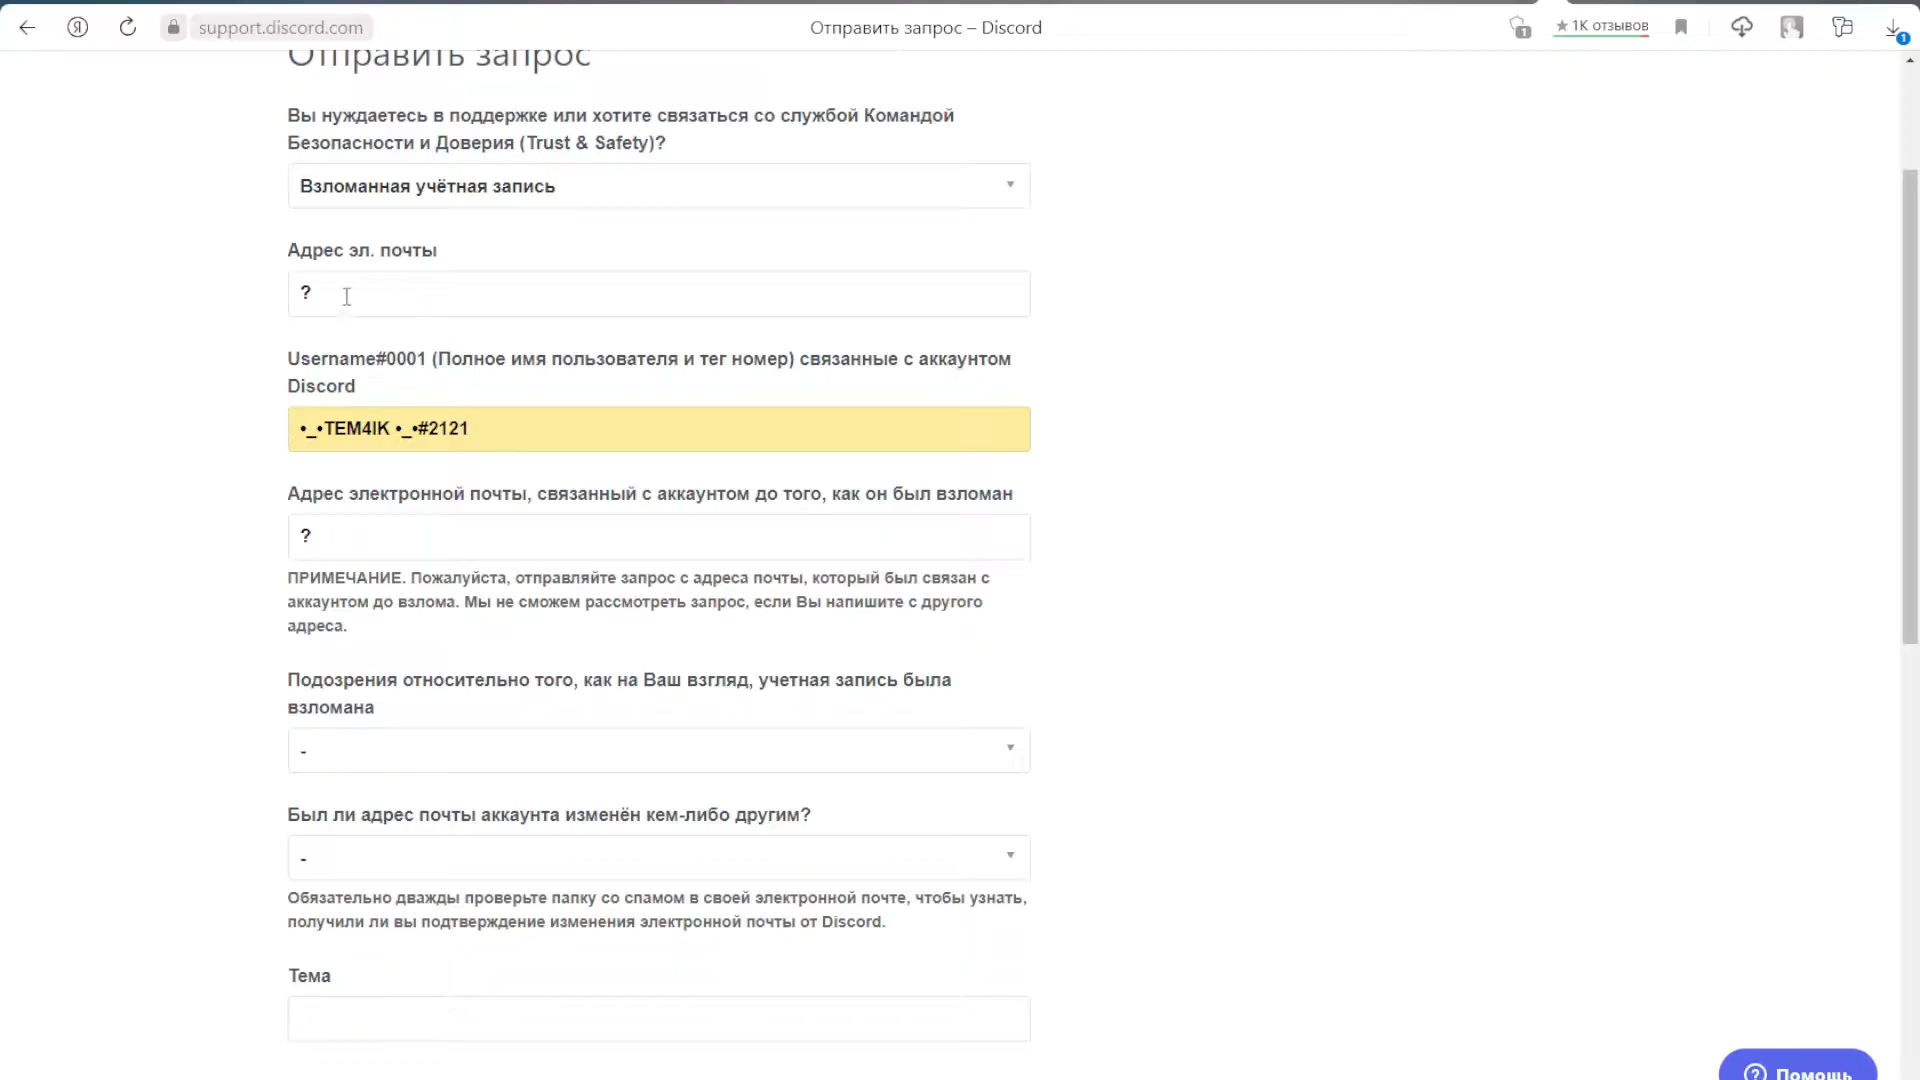 support.discord.com
Отправить запрос – Discord
1
1К отзывов
1
Отправить запрос
Вы нуждаетесь в поддержке или хотите связаться со службой Командой
Безопасности и Доверия (Trust & Safety)?
Взломанная учётная запись
Адрес эл. почты
?
Username#0001 (Полное имя пользователя и тег номер) связанные с аккаунтом
Discord
•_•TEM4IK •_•#2121
Адрес электронной почты, связанный с аккаунтом до того, как он был взломан
?
ПРИМЕЧАНИЕ. Пожалуйста, отправляйте запрос с адреса почты, который был связан с
аккаунтом до взлома. Мы не сможем рассмотреть запрос, если Вы напишите с другого
адреса.
Подозрения относительно того, как на Ваш взгляд, учетная запись была
взломана
-
Был ли адрес почты аккаунта изменён кем-либо другим?
-
Обязательно дважды проверьте папку со спамом в своей электронной почте, чтобы узнать,
получили ли вы подтверждение изменения электронной почты от Discord.
Тема
Помощь